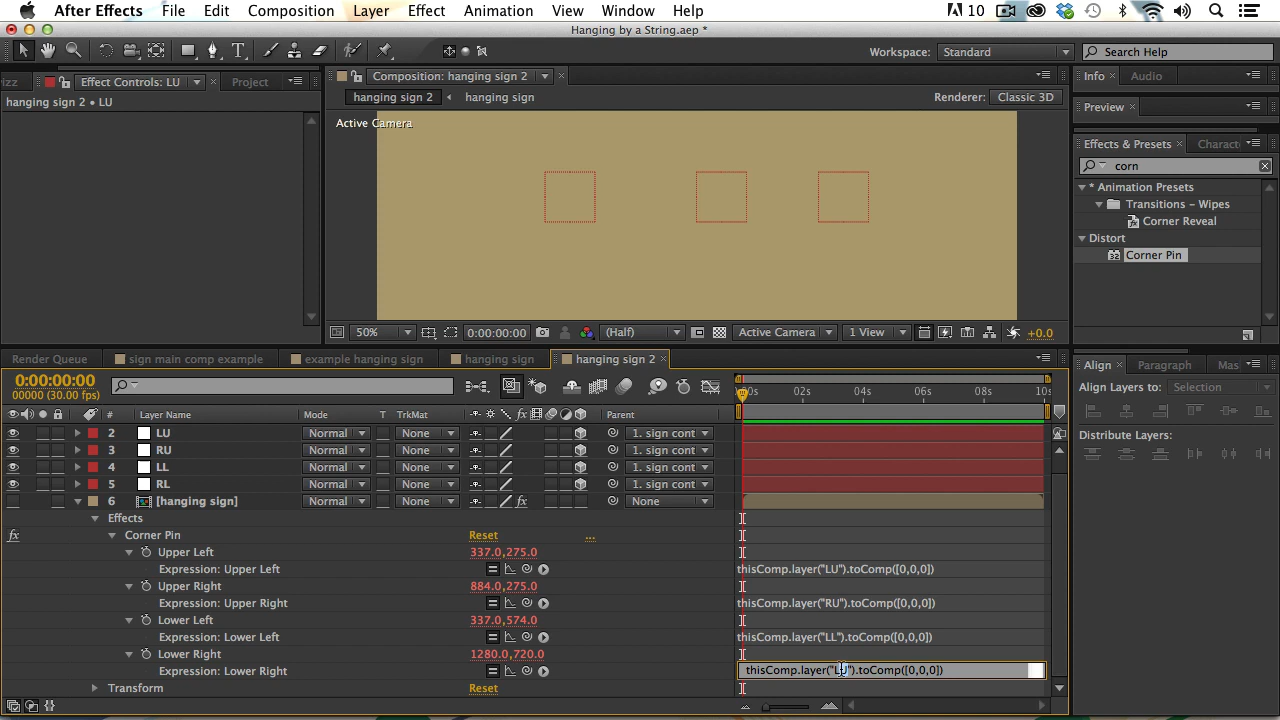 After Effects File Edit Composition Layer Effect Animation View Window Help 10
Hanging by a String.aep *
Workspace: Standard Search Help
izz Effect Controls: LU Project Composition: hanging sign 2 Info Audio
hanging sign 2 • LU hanging sign 2 hanging sign Renderer: Classic 3D Preview
Active Camera
Effects & Presets Charact
corn
* Animation Presets
Transitions – Wipes
Corner Reveal
Distort
32 Corner Pin
50% 0:00:00:00 (Half) Active Camera 1 View +0.0
Render Queue sign main comp example example hanging sign hanging sign hanging sign 2 Align Paragraph Mas
0:00:00:00
00000 (30.00 fps)
00s 02s 04s 06s 08s 10s
Align Layers to: Selection
# Layer Name Mode T TrkMat Parent
2 LU Normal None 1. sign cont
Distribute Layers:
3 RU Normal None 1. sign cont
4 LL Normal None 1. sign cont
5 RL Normal None 1. sign cont
6 [hanging sign] Normal fx None
Effects
fx Corner Pin Reset ...
Upper Left 337.0,275.0
Expression: Upper Left thisComp.layer("LU").toComp([0,0,0])
Upper Right 884.0,275.0
Expression: Upper Right thisComp.layer("RU").toComp([0,0,0])
Lower Left 337.0,574.0
Expression: Lower Left thisComp.layer("LL").toComp([0,0,0])
Lower Right 1280.0,720.0
Expression: Lower Right thisComp.layer("LU").toComp([0,0,0])
Transform Reset